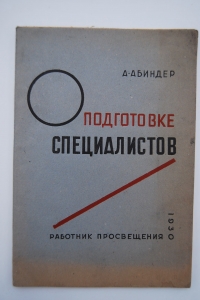 А·АБИНДЕР
О ПОДГОТОВКЕ
СПЕЦИАЛИСТОВ
РАБОТНИК ПРОСВЕЩЕНИЯ
1930